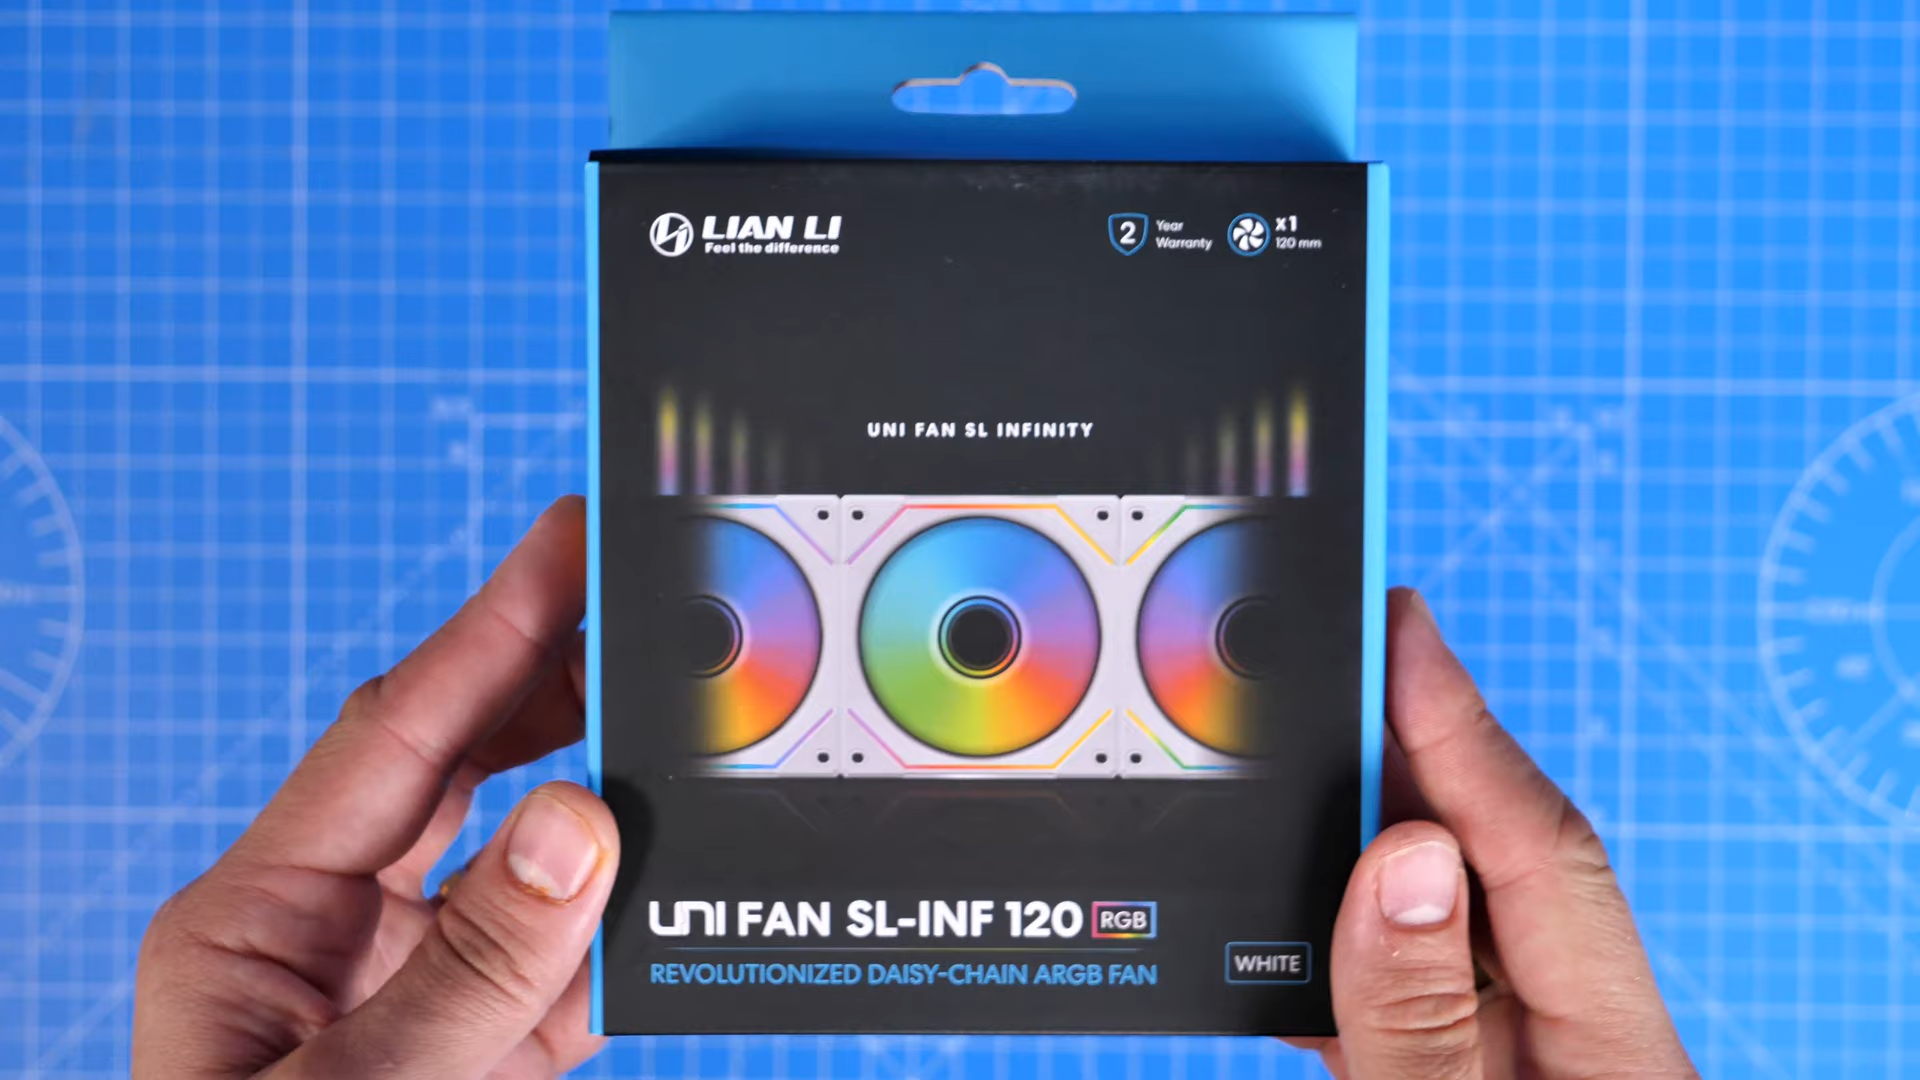 LIAN LI
Feel the difference
2 Year Warranty
x1
120 mm
UNI FAN SL INFINITY
UNI FAN SL-INF 120 RGB
REVOLUTIONIZED DAISY-CHAIN ARGB FAN
WHITE